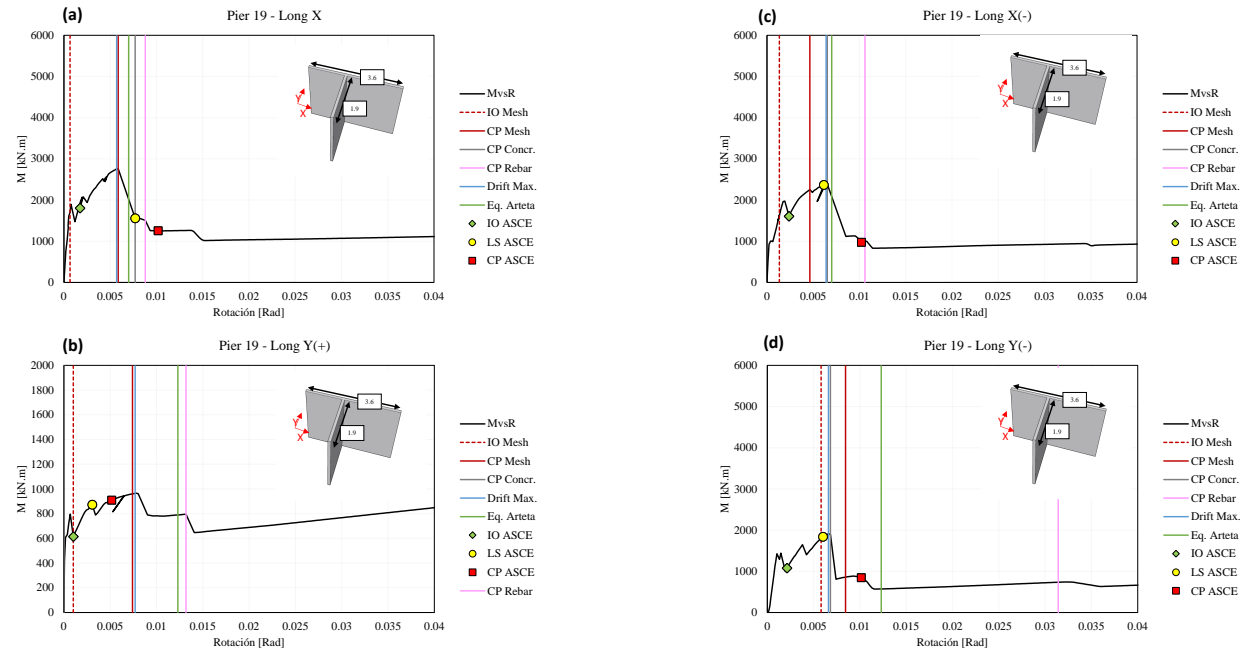 (a)
Pier 19 - Long X
6000
5000
4000
3000
2000
1000
0
M [kN.m]
0 0.005 0.01 0.015 0.02 0.025 0.03 0.035 0.04
Rotación [Rad]
3.6
1.9
Y
X
MvsR
IO Mesh
CP Mesh
CP Concr.
CP Rebar
Drift Max.
Eq. Arteta
IO ASCE
LS ASCE
CP ASCE
(c)
Pier 19 - Long X(-)
6000
5000
4000
3000
2000
1000
0
M [kN.m]
0 0.005 0.01 0.015 0.02 0.025 0.03 0.035 0.04
Rotación [Rad]
3.6
1.9
Y
X
MvsR
IO Mesh
CP Mesh
CP Concr.
CP Rebar
Drift Max.
Eq. Arteta
IO ASCE
LS ASCE
CP ASCE
(b)
Pier 19 - Long Y(+)
2000
1800
1600
1400
1200
1000
800
600
400
200
0
M [kN.m]
0 0.005 0.01 0.015 0.02 0.025 0.03 0.035 0.04
Rotación [Rad]
3.6
1.9
Y
X
MvsR
IO Mesh
CP Mesh
CP Concr.
Drift Max.
Eq. Arteta
IO ASCE
LS ASCE
CP ASCE
CP Rebar
(d)
Pier 19 - Long Y(-)
6000
5000
4000
3000
2000
1000
0
M [kN.m]
0 0.005 0.01 0.015 0.02 0.025 0.03 0.035 0.04
Rotación [Rad]
3.6
1.9
Y
X
MvsR
IO Mesh
CP Mesh
CP Concr.
CP Rebar
Drift Max.
Eq. Arteta
IO ASCE
LS ASCE
CP ASCE